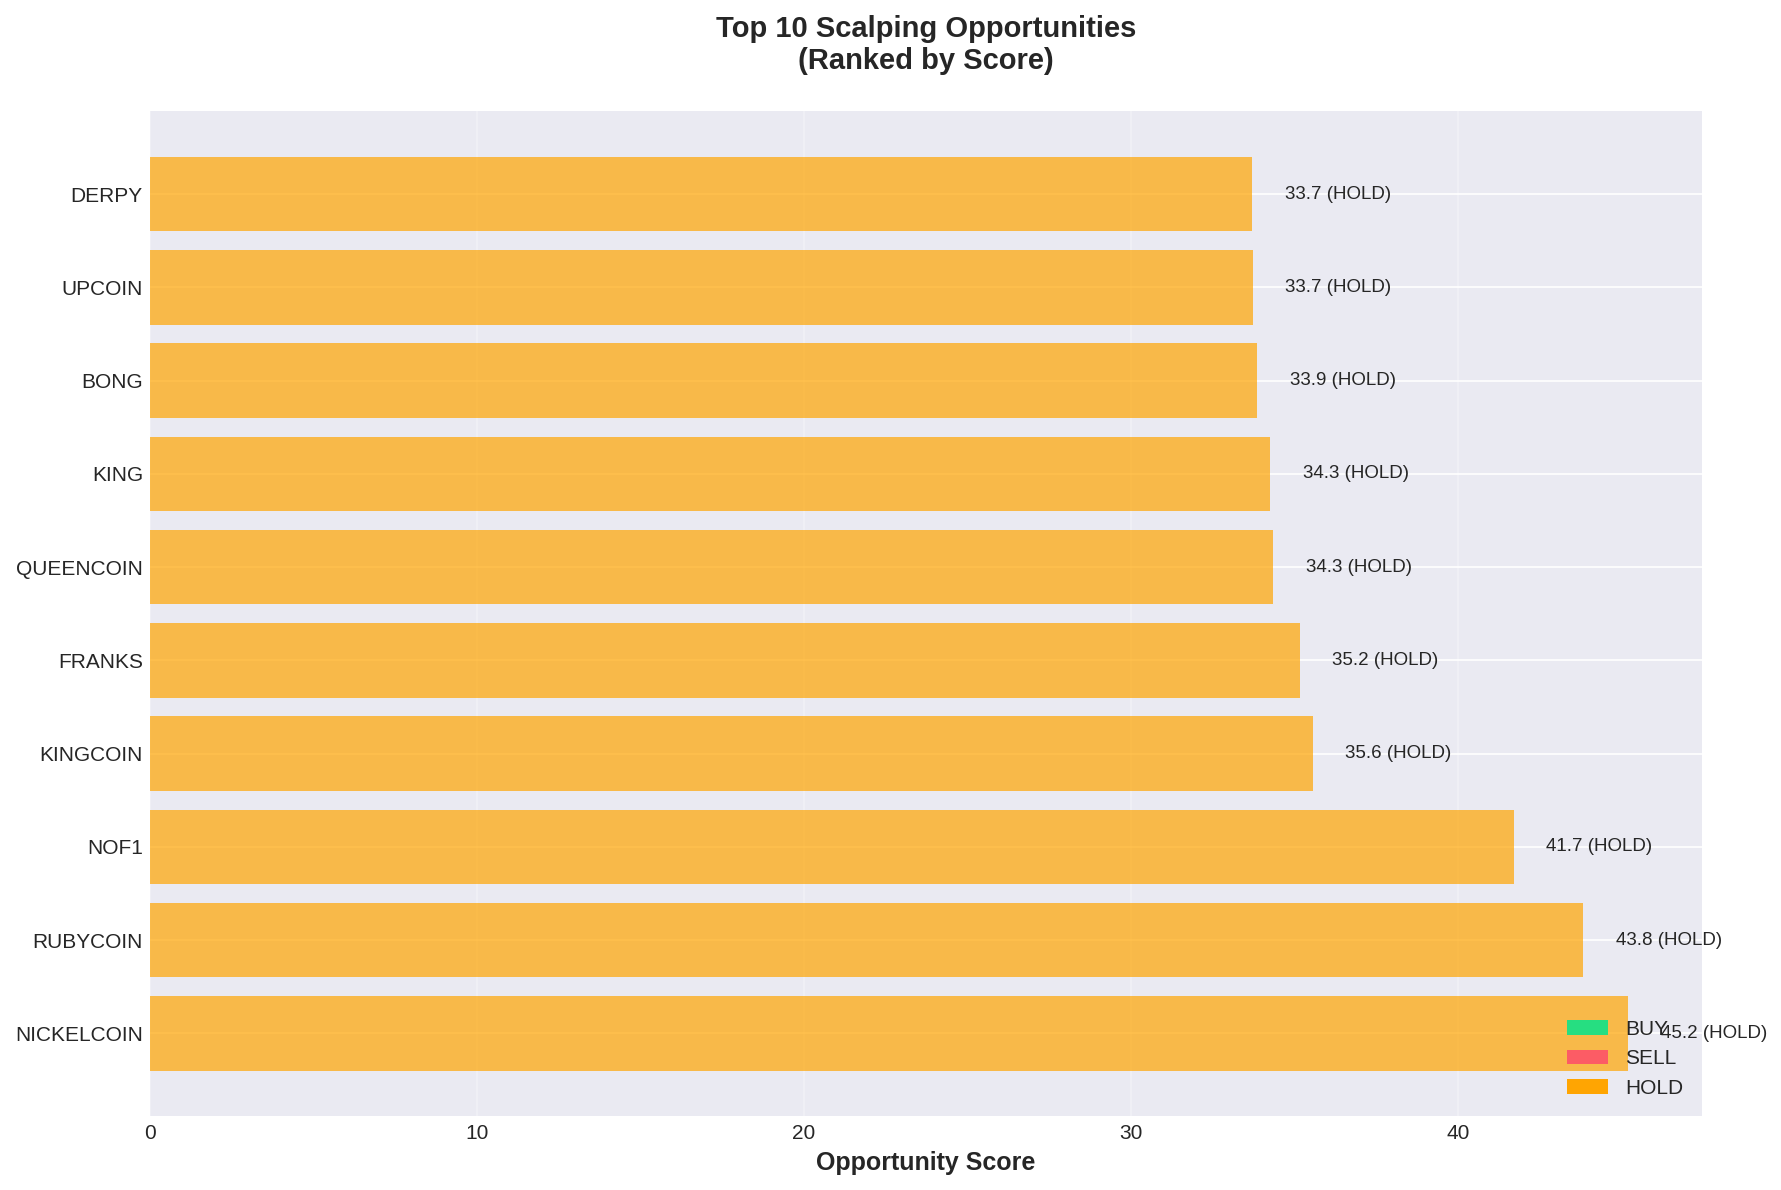 Top 10 Scalping Opportunities
(Ranked by Score)
DERPY
33.7 (HOLD)
UPCOIN
33.7 (HOLD)
BONG
33.9 (HOLD)
KING
34.3 (HOLD)
QUEENCOIN
34.3 (HOLD)
FRANKS
35.2 (HOLD)
KINGCOIN
35.6 (HOLD)
NOF1
41.7 (HOLD)
RUBYCOIN
43.8 (HOLD)
NICKELCOIN
45.2 (HOLD)
BUY
SELL
HOLD
0 10 20 30 40
Opportunity Score